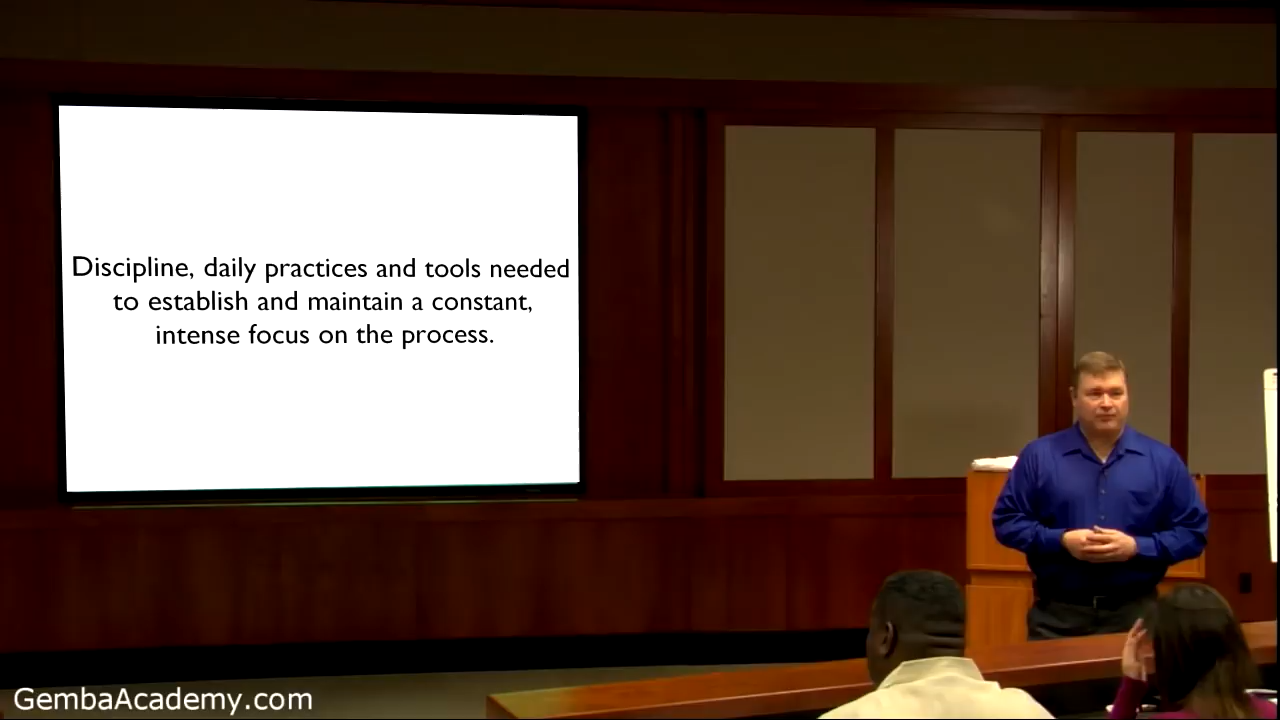 Discipline, daily practices and tools needed
to establish and maintain a constant,
intense focus on the process.
GembaAcademy.com